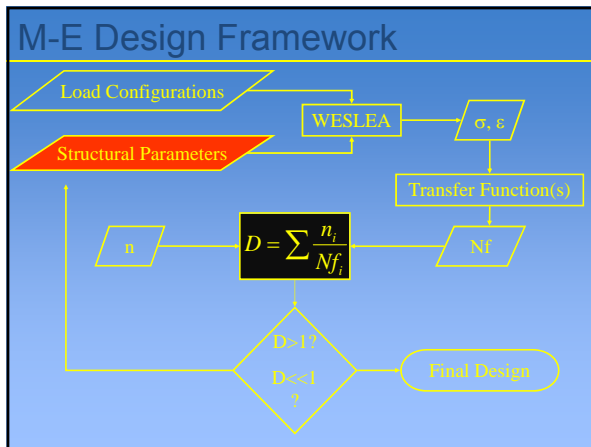 M-E Design Framework
Load Configurations
WESLEA
σ, ε
Structural Parameters
Transfer Function(s)
n
D = ∑ n_i / Nf_i
Nf
D>1?
D<<1
?
Final Design